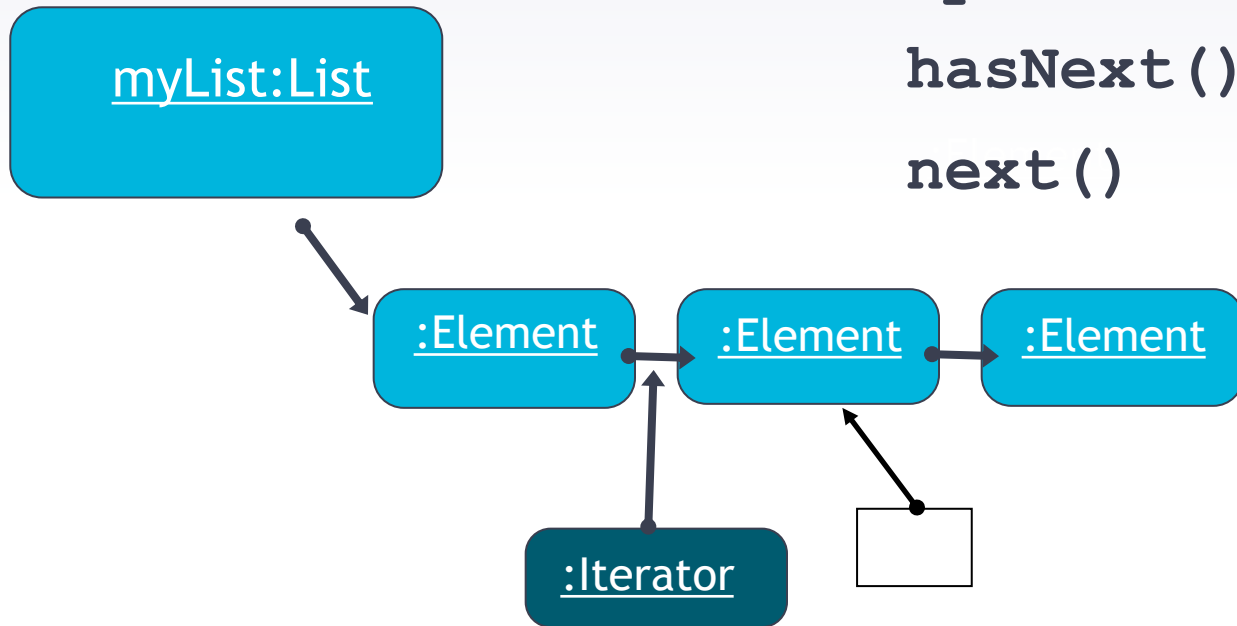 myList:List
hasNext()
next()
:Element
:Element
:Element
:Iterator